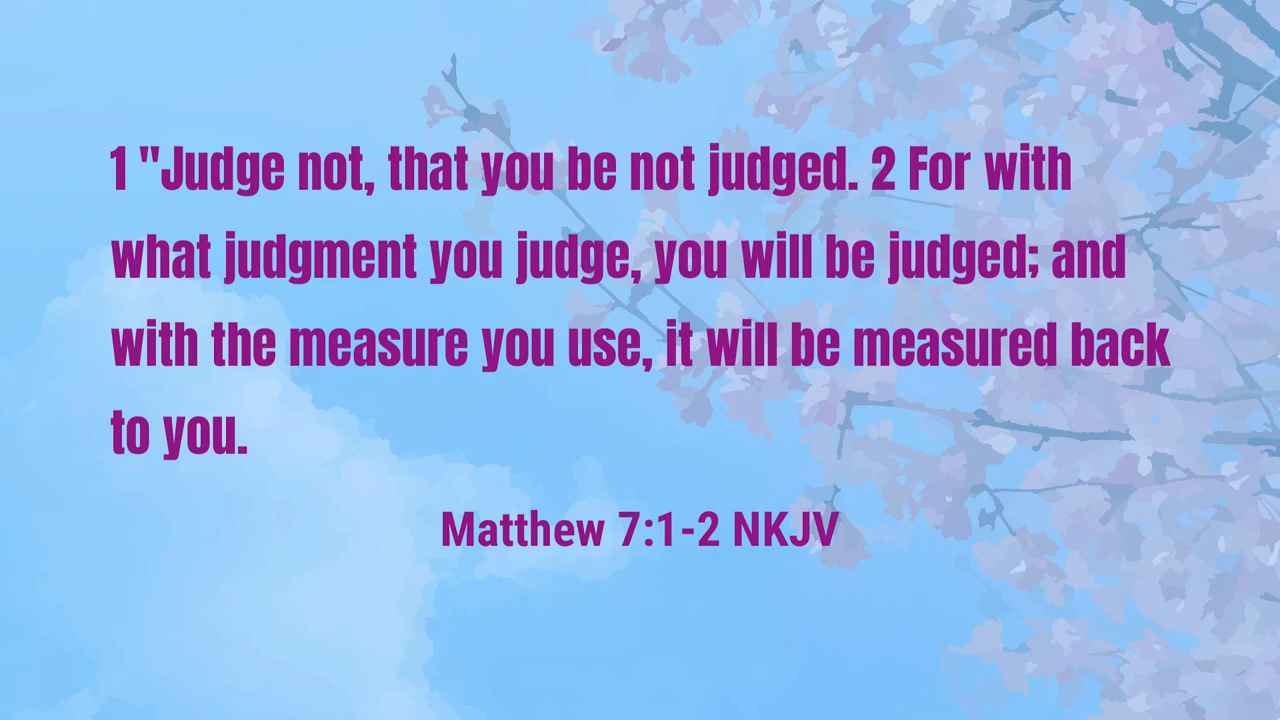 1 "Judge not, that you be not judged. 2 For with
what judgment you judge, you will be judged; and
with the measure you use, it will be measured back
to you.
Matthew 7:1-2 NKJV